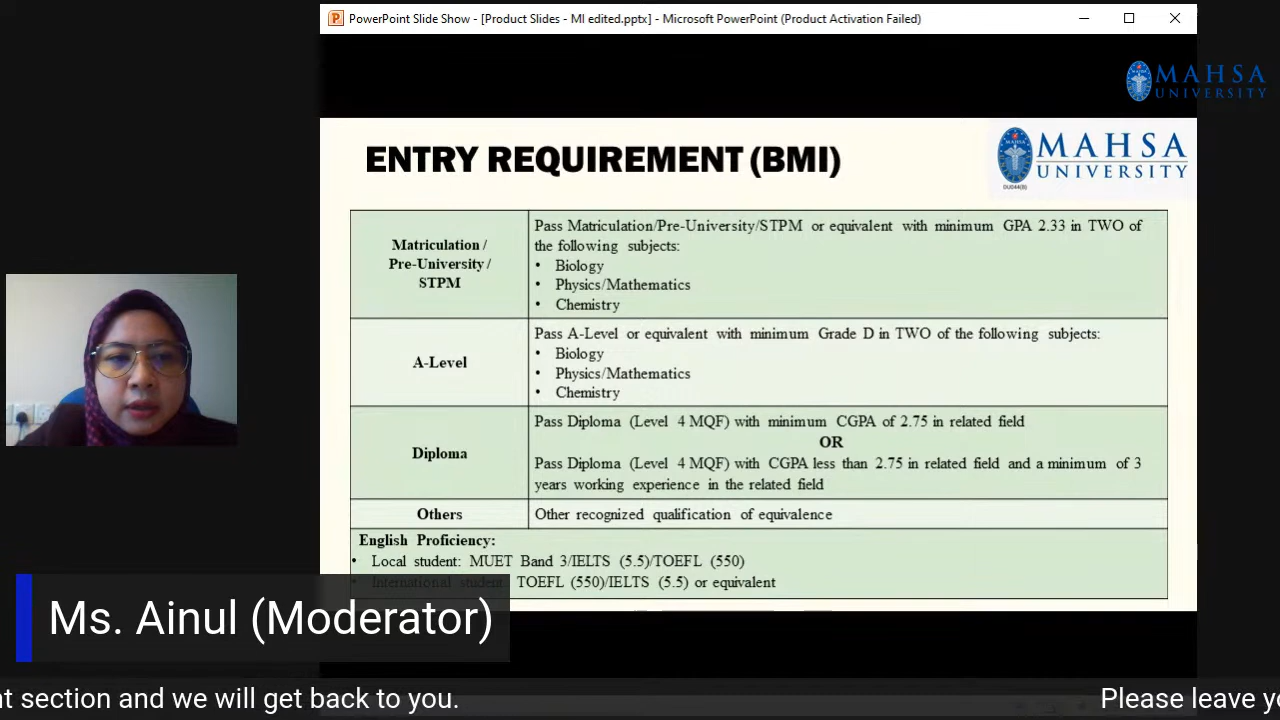 PowerPoint Slide Show - [Product Slides - MI edited.pptx] - Microsoft PowerPoint (Product Activation Failed)
MAHSA
UNIVERSITY
ENTRY REQUIREMENT (BMI)
MAHSA
UNIVERSITY
DU044(B)
Matriculation /
Pre-University /
STPM
Pass Matriculation/Pre-University/STPM or equivalent with minimum GPA 2.33 in TWO of
the following subjects:
• Biology
• Physics/Mathematics
• Chemistry
A-Level
Pass A-Level or equivalent with minimum Grade D in TWO of the following subjects:
• Biology
• Physics/Mathematics
• Chemistry
Diploma
Pass Diploma (Level 4 MQF) with minimum CGPA of 2.75 in related field
OR
Pass Diploma (Level 4 MQF) with CGPA less than 2.75 in related field and a minimum of 3
years working experience in the related field
Others
Other recognized qualification of equivalence
English Proficiency:
• Local student: MUET Band 3/IELTS (5.5)/TOEFL (550)
• International student: TOEFL (550)/IELTS (5.5) or equivalent
Ms. Ainul (Moderator)
section and we will get back to you.
Please leave